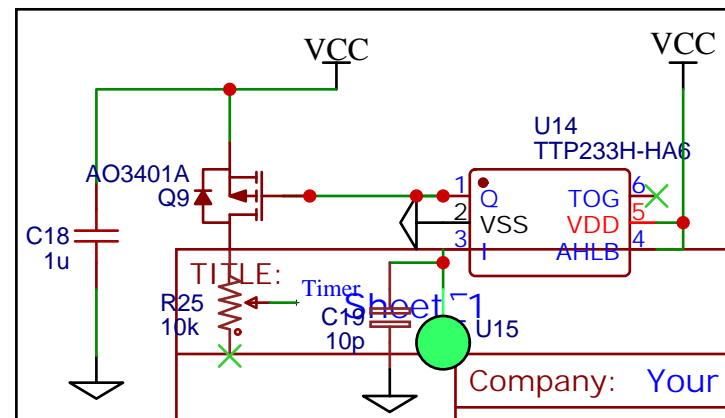 VCC
VCC
U14
TTP233H-HA6
AO3401A
Q9
1
Q
TOG
6
2
VSS
VDD
5
3
I
AHLB
4
C18
1u
TITLE:
Timer
Sheet_1
1
R25
10k
C19
10p
U15
Company:
Your